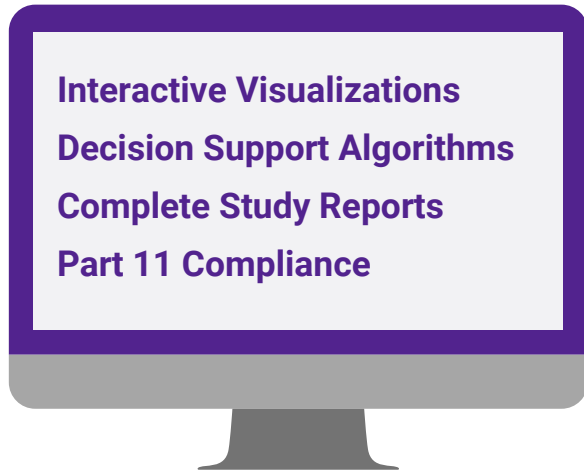 Interactive Visualizations
Decision Support Algorithms
Complete Study Reports
Part 11 Compliance